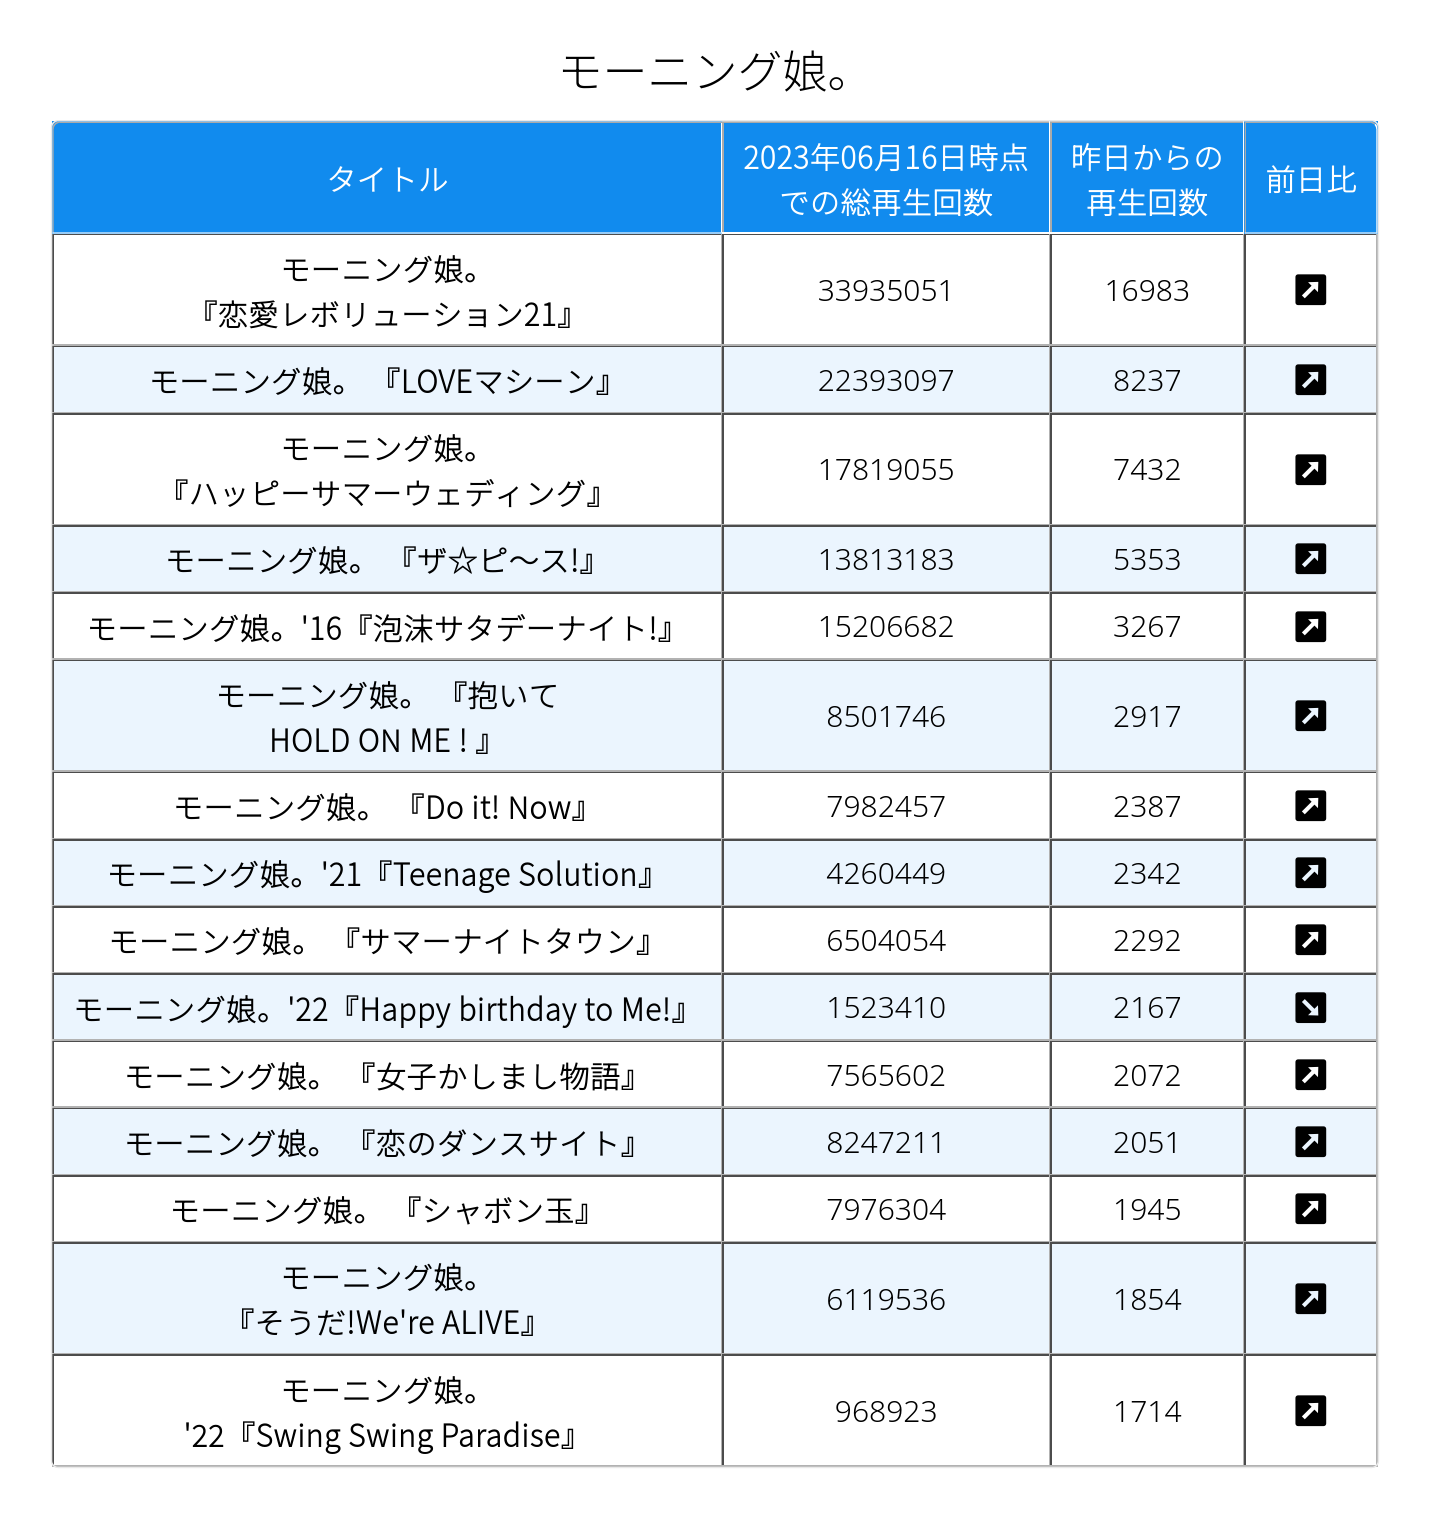 モーニング娘。
タイトル
2023年06月16日時点
での総再生回数
昨日からの
再生回数
前日比
モーニング娘。
『恋愛レボリューション21』
33935051
16983
モーニング娘。 『LOVEマシーン』
22393097
8237
モーニング娘。
『ハッピーサマーウェディング』
17819055
7432
モーニング娘。 『ザ☆ピ〜ス!』
13813183
5353
モーニング娘。'16『泡沫サタデーナイト!』
15206682
3267
モーニング娘。 『抱いて
HOLD ON ME ! 』
8501746
2917
モーニング娘。 『Do it! Now』
7982457
2387
モーニング娘。'21『Teenage Solution』
4260449
2342
モーニング娘。 『サマーナイトタウン』
6504054
2292
モーニング娘。'22『Happy birthday to Me!』
1523410
2167
モーニング娘。 『女子かしまし物語』
7565602
2072
モーニング娘。 『恋のダンスサイト』
8247211
2051
モーニング娘。 『シャボン玉』
7976304
1945
モーニング娘。
『そうだ!We're ALIVE』
6119536
1854
モーニング娘。
'22『Swing Swing Paradise』
968923
1714